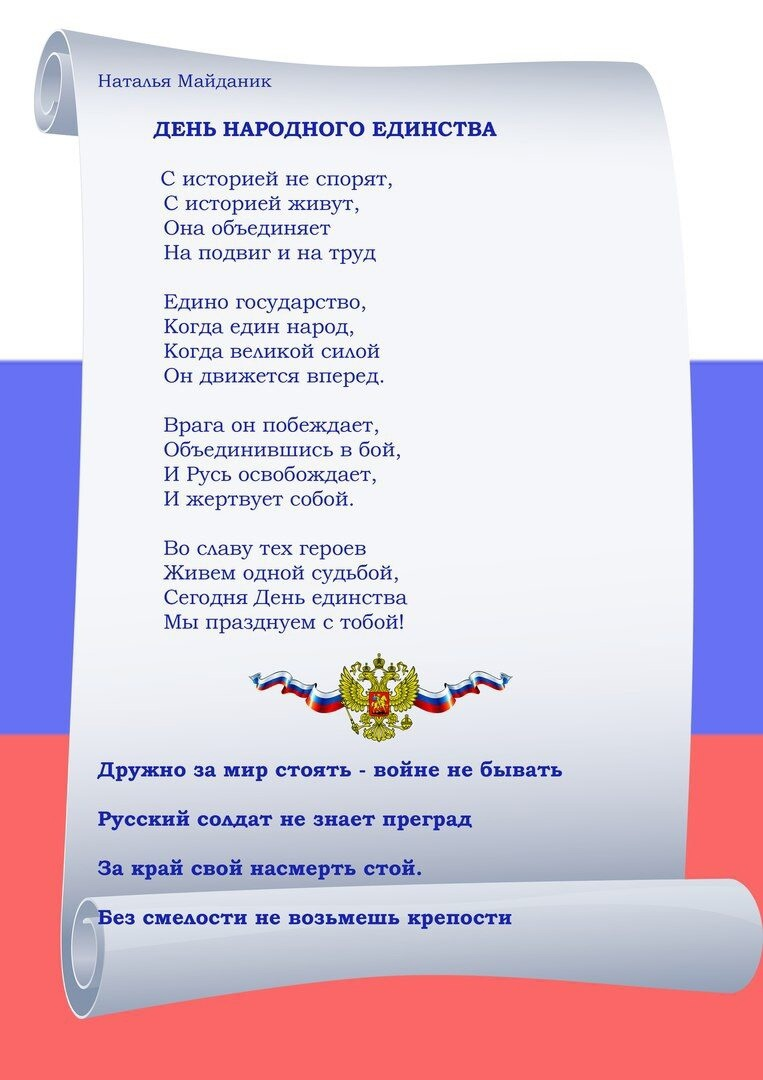 Наталья Майданик
ДЕНЬ НАРОДНОГО ЕДИНСТВА
С историей не спорят,
С историей живут,
Она объединяет
На подвиг и на труд
Едино государство,
Когда един народ,
Когда великой силой
Он движется вперед.
Врага он побеждает,
Объединившись в бой,
И Русь освобождает,
И жертвует собой.
Во славу тех героев
Живем одной судьбой,
Сегодня День единства
Мы празднуем с тобой!
Дружно за мир стоять - войне не бывать
Русский солдат не знает преград
За край свой насмерть стой.
Без смелости не возьмешь крепости